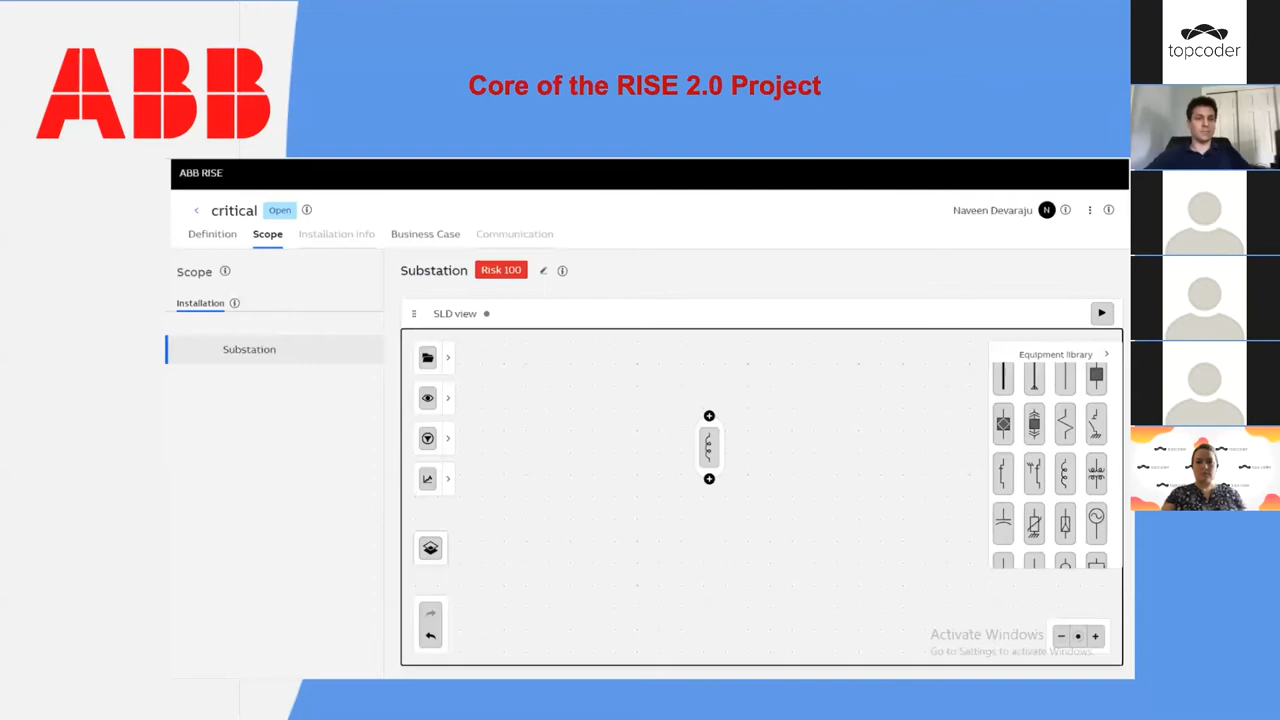 ABB
Core of the RISE 2.0 Project
topcoder
ABB RISE
critical Open
Naveen Devaraju N
Definition Scope Installation info Business Case Communication
Scope
Installation
Substation
Substation Risk 100
SLD view
Equipment library
Activate Windows
Go to Settings to activate Windows.